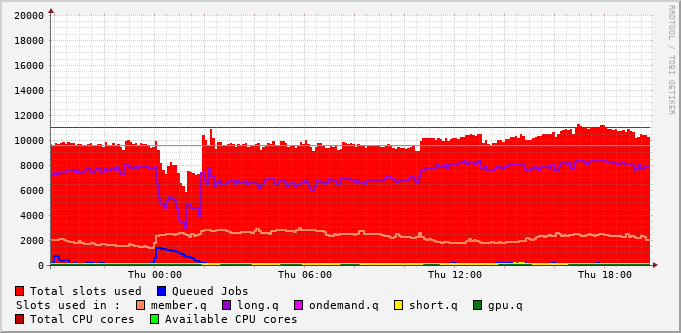 20000
18000
16000
14000
12000
10000
8000
6000
4000
2000
0
Thu 00:00 Thu 06:00 Thu 12:00 Thu 18:00
RRDTOOL / TOBI OETIKER
Total slots used Queued Jobs
Slots used in : member.q long.q ondemand.q short.q gpu.q
Total CPU cores Available CPU cores